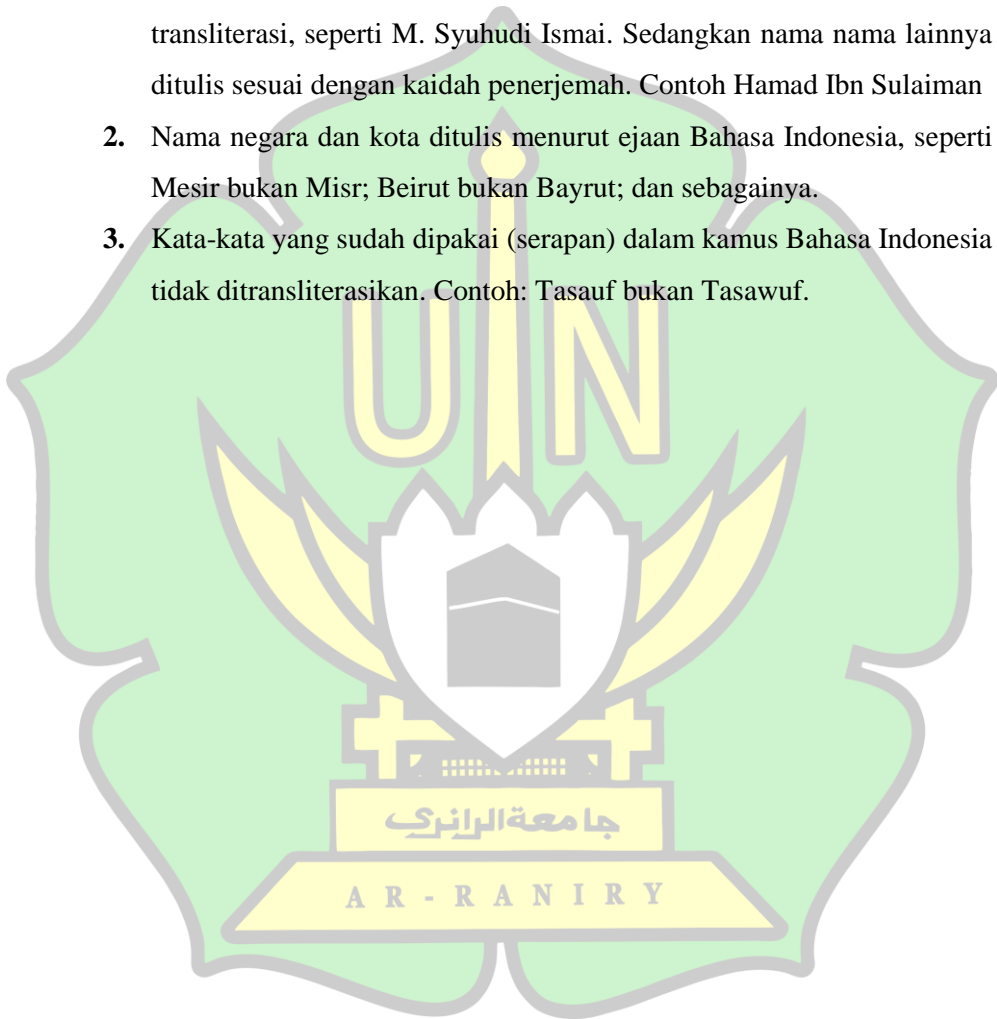 transliterasi, seperti M. Syuhudi Ismai. Sedangkan nama nama lainnya
ditulis sesuai dengan kaidah penerjemah. Contoh Hamad Ibn Sulaiman
2. Nama negara dan kota ditulis menurut ejaan Bahasa Indonesia, seperti
Mesir bukan Misr; Beirut bukan Bayrut; dan sebagainya.
3. Kata-kata yang sudah dipakai (serapan) dalam kamus Bahasa Indonesia
tidak ditransliterasikan. Contoh: Tasauf bukan Tasawuf.
UIN
جامعةالرانرك
AR-RANIRY